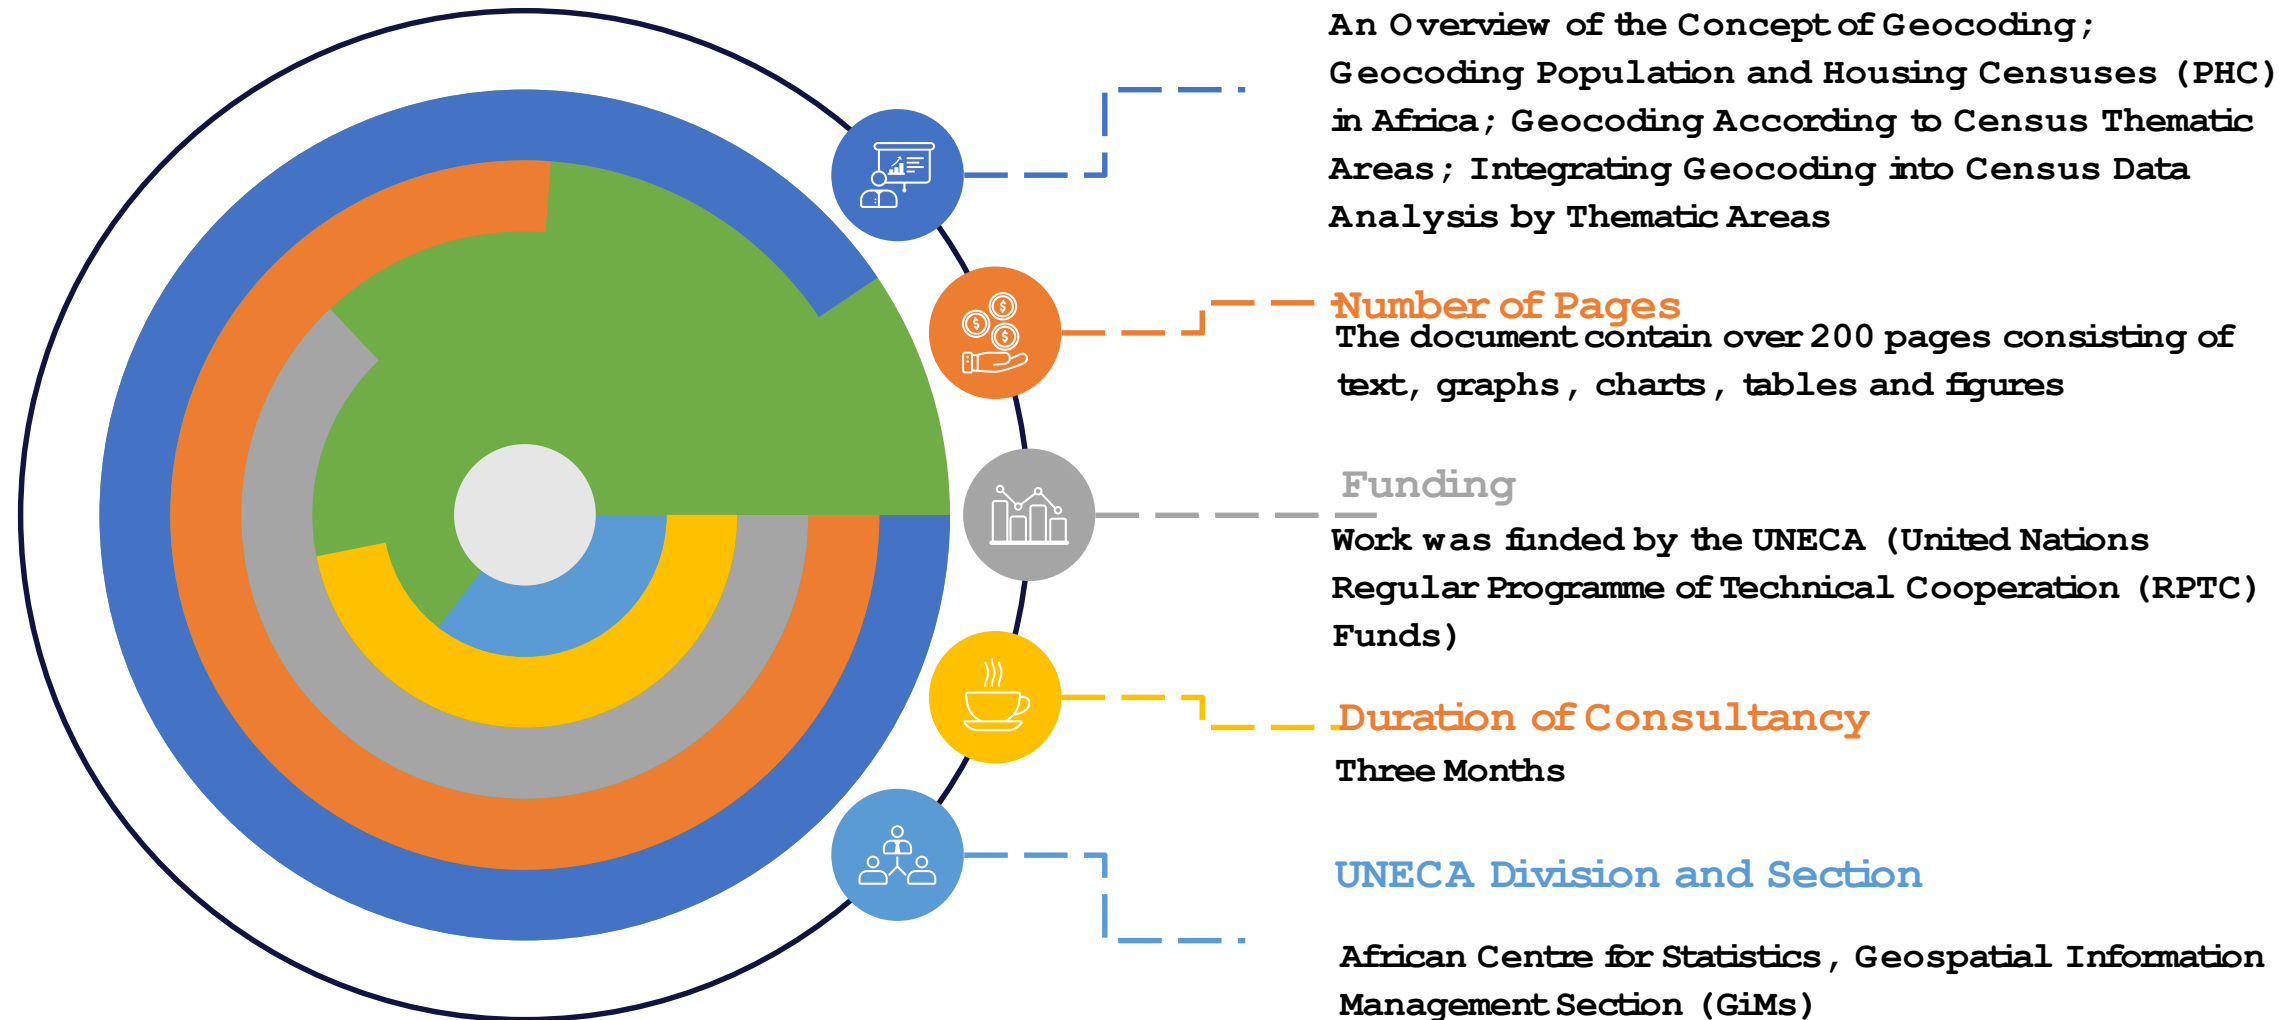 An Overview of the Concept of Geocoding;
Geocoding Population and Housing Censuses (PHC)
in Africa; Geocoding According to Census Thematic
Areas; Integrating Geocoding into Census Data
Analysis by Thematic Areas
Number of Pages
The document contain over 200 pages consisting of
text, graphs, charts, tables and figures
Funding
Work was funded by the UNECA (United Nations
Regular Programme of Technical Cooperation (RPTC)
Funds)
Duration of Consultancy
Three Months
UNECA Division and Section
African Centre for Statistics, Geospatial Information
Management Section (GiMs)